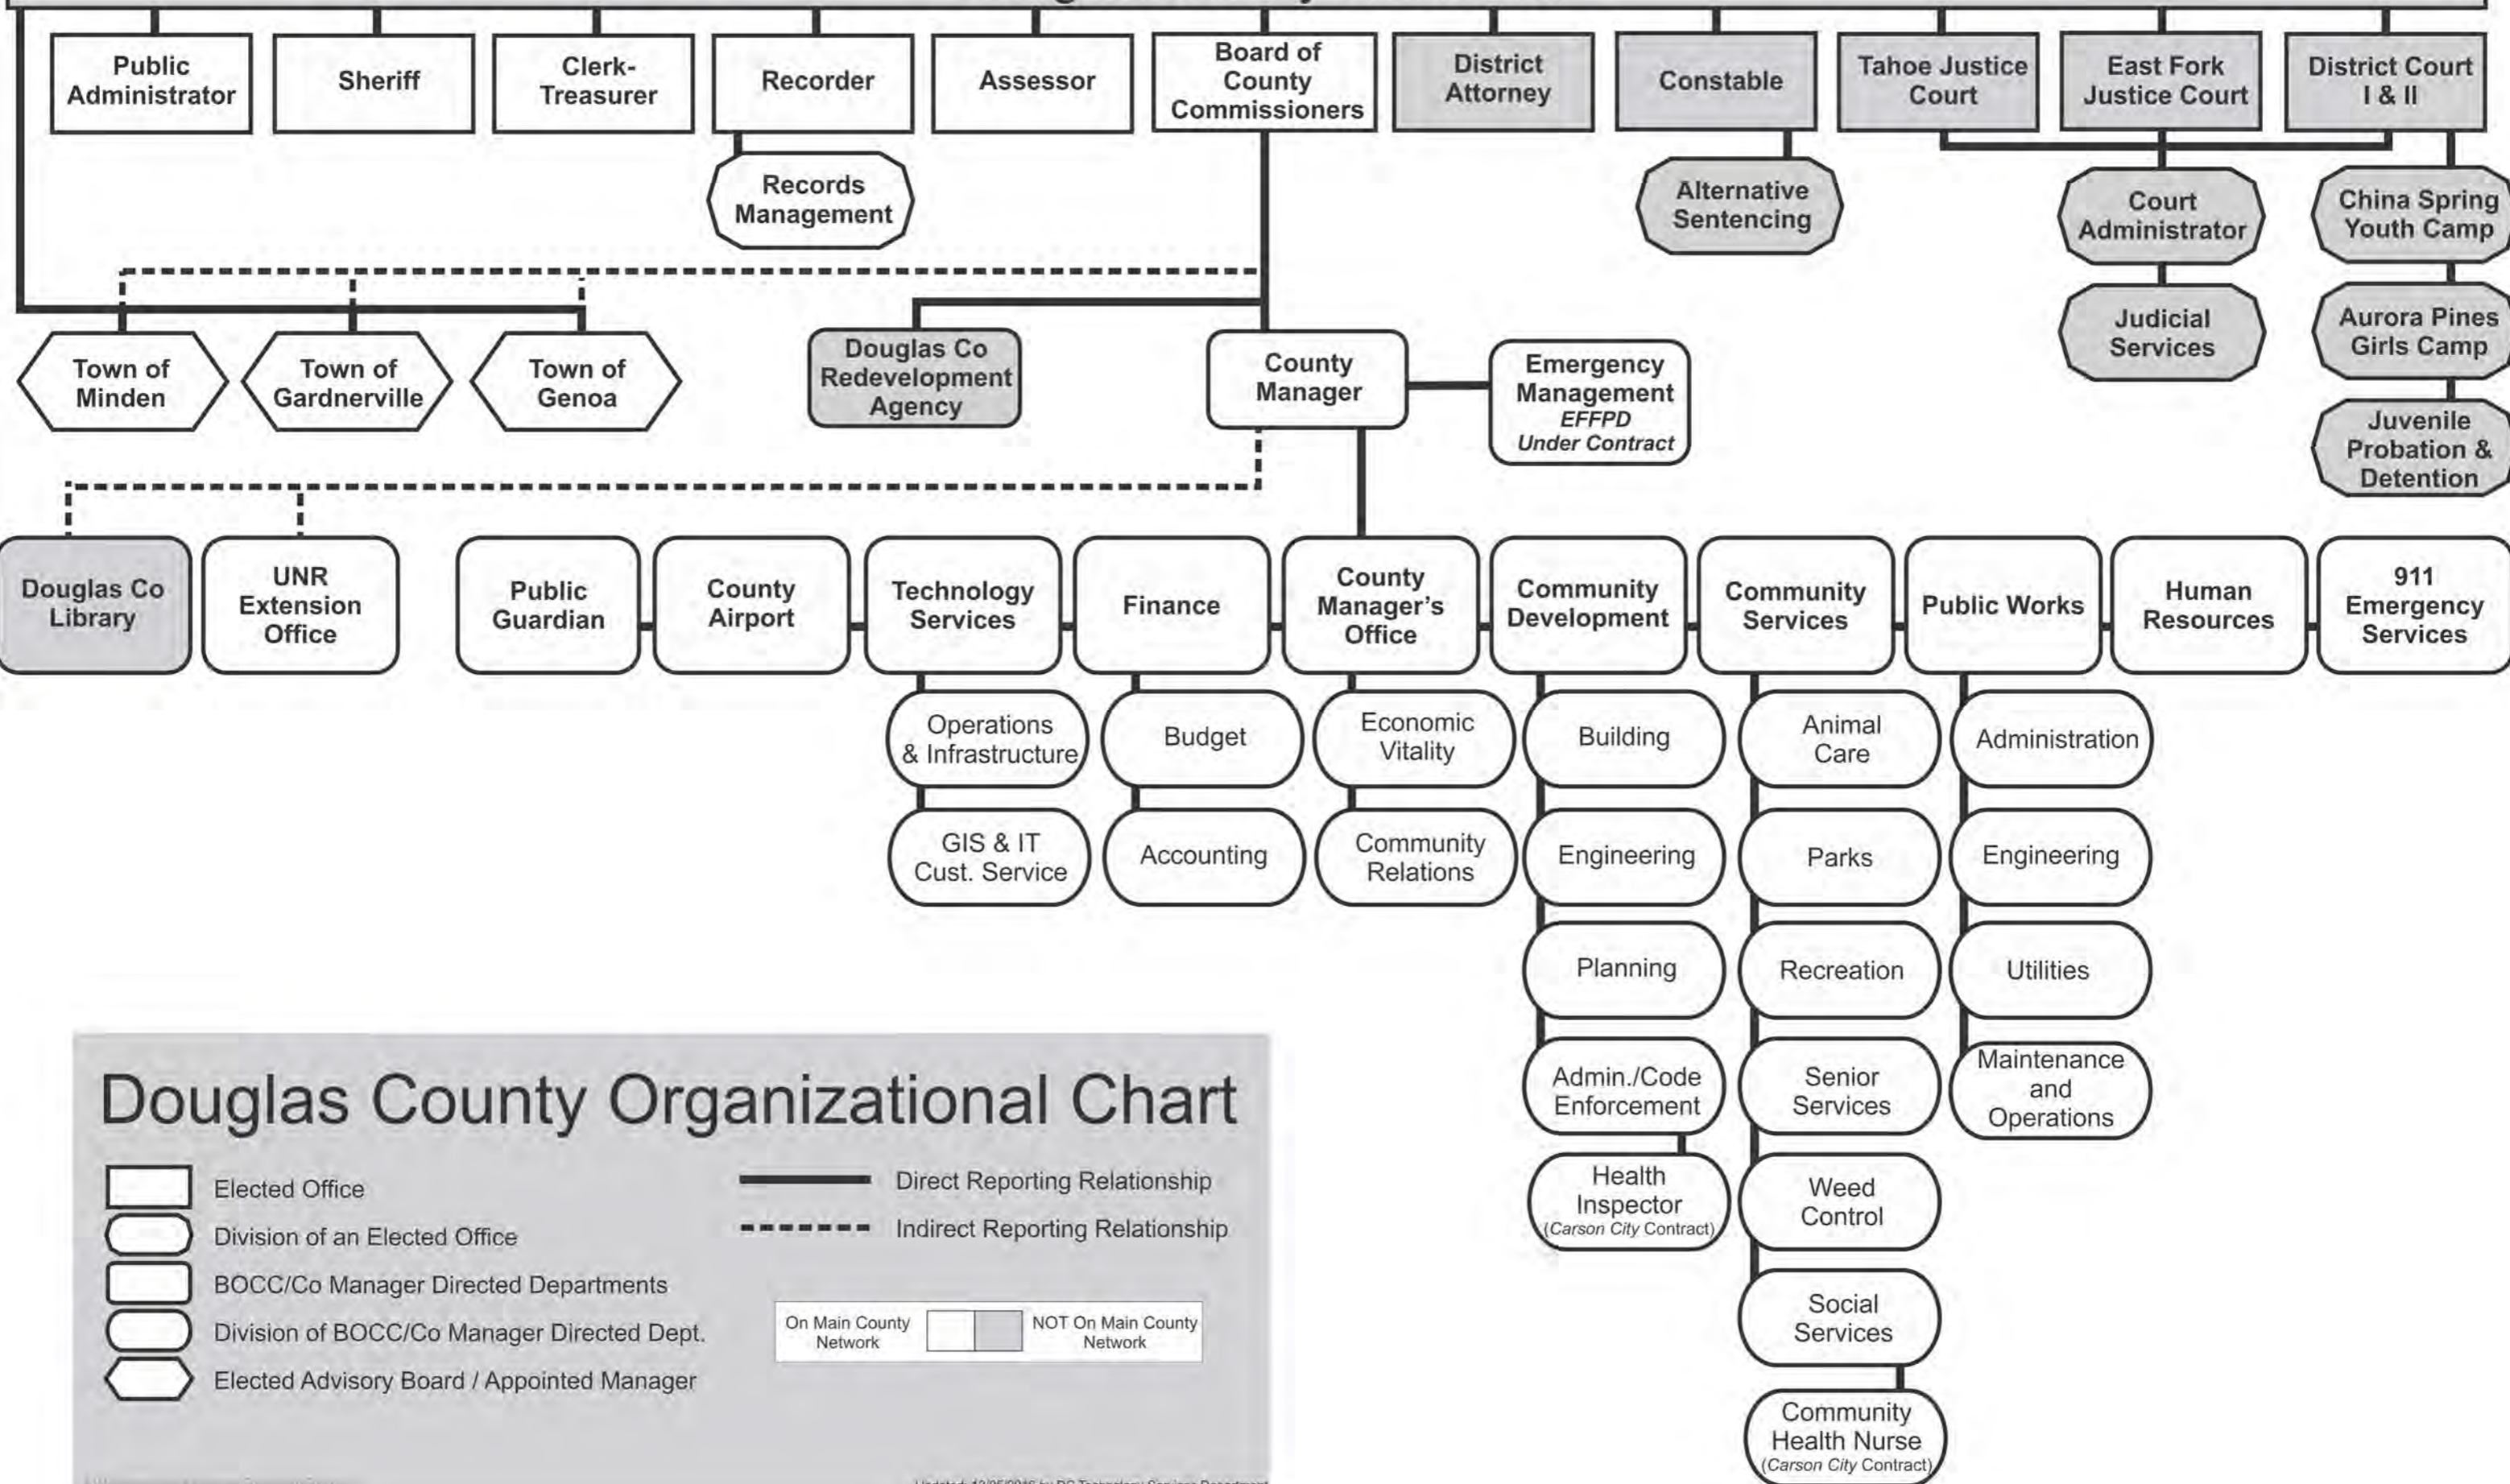 Public
Administrator
Sheriff
Clerk-
Treasurer
Recorder
Assessor
Board of
County
Commissioners
District
Attorney
Constable
Tahoe Justice
Court
East Fork
Justice Court
District Court
I & II
Records
Management
Alternative
Sentencing
Court
Administrator
China Spring
Youth Camp
Judicial
Services
Aurora Pines
Girls Camp
Juvenile
Probation &
Detention
Town of
Minden
Town of
Gardnerville
Town of
Genoa
Douglas Co
Redevelopment
Agency
County
Manager
Emergency
Management
EFFPD
Under Contract
Douglas Co
Library
UNR
Extension
Office
Public
Guardian
County
Airport
Technology
Services
Finance
County
Manager’s
Office
Community
Development
Community
Services
Public Works
Human
Resources
911
Emergency
Services
Operations
& Infrastructure
GIS & IT
Cust. Service
Budget
Accounting
Economic
Vitality
Community
Relations
Building
Engineering
Planning
Admin./Code
Enforcement
Health
Inspector
(Carson City Contract)
Animal
Care
Parks
Recreation
Senior
Services
Weed
Control
Social
Services
Community
Health Nurse
(Carson City Contract)
Administration
Engineering
Utilities
Maintenance
and
Operations
Douglas County Organizational Chart
Elected Office
Division of an Elected Office
BOCC/Co Manager Directed Departments
Division of BOCC/Co Manager Directed Dept.
Elected Advisory Board / Appointed Manager
Direct Reporting Relationship
Indirect Reporting Relationship
On Main County
Network
NOT On Main County
Network